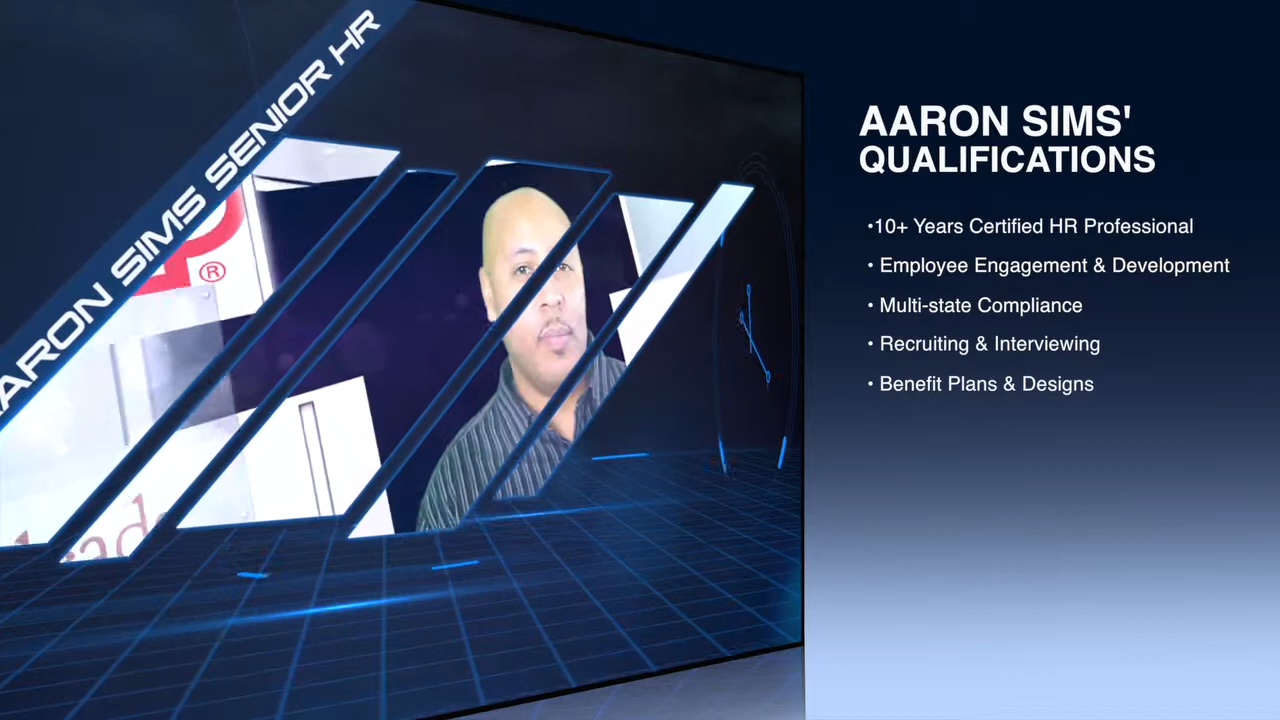 AARON SIMS SENIOR HR
®
AARON SIMS'
QUALIFICATIONS
•10+ Years Certified HR Professional
• Employee Engagement & Development
• Multi-state Compliance
• Recruiting & Interviewing
• Benefit Plans & Designs